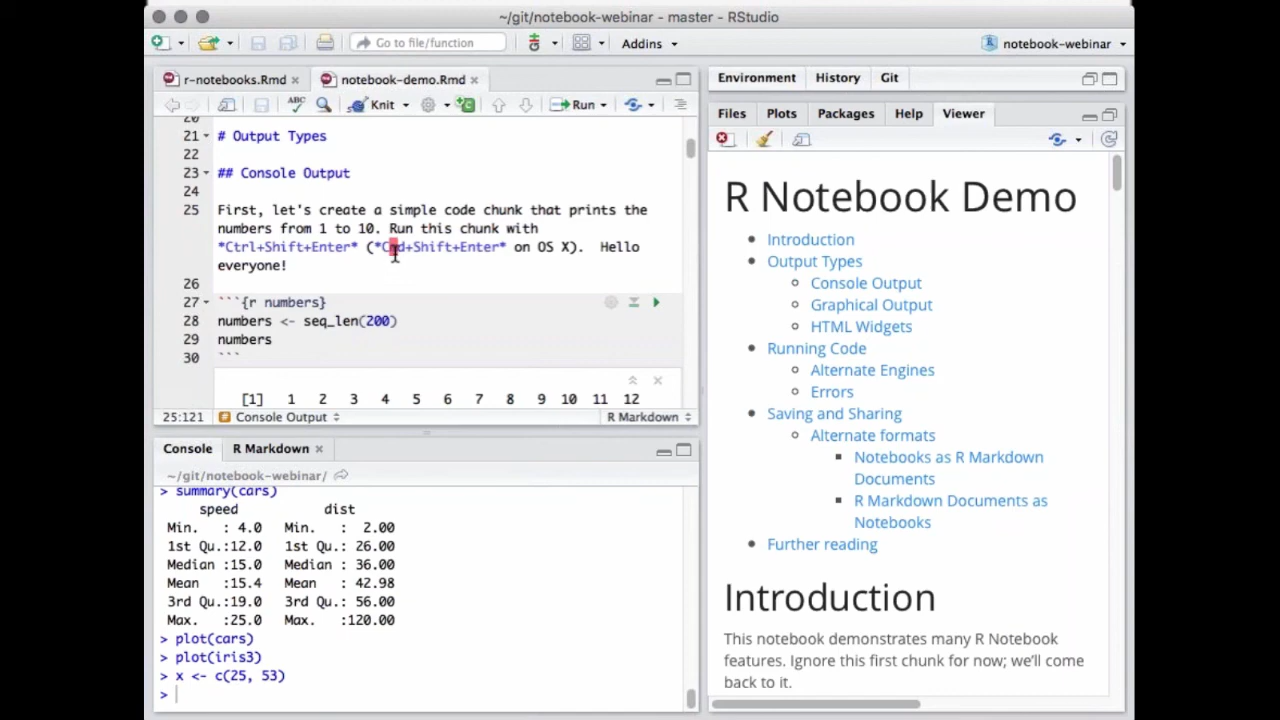 ~/git/notebook-webinar - master - RStudio
Go to file/function
Addins
notebook-webinar
r-notebooks.Rmd
notebook-demo.Rmd
ABC
Knit
Run
20
21 # Output Types
22
23 ## Console Output
24
25 First, let's create a simple code chunk that prints the
numbers from 1 to 10. Run this chunk with
*Ctrl+Shift+Enter* (*Cmd+Shift+Enter* on OS X). Hello
everyone!
26
27 ```{r numbers}
28 numbers <- seq_len(200)
29 numbers
30 ```
[1] 1 2 3 4 5 6 7 8 9 10 11 12
25:121 # Console Output
R Markdown
Console
R Markdown
~/git/notebook-webinar/
> summary(cars)
speed dist
Min. : 4.0 Min. : 2.00
1st Qu.:12.0 1st Qu.: 26.00
Median :15.0 Median : 36.00
Mean :15.4 Mean : 42.98
3rd Qu.:19.0 3rd Qu.: 56.00
Max. :25.0 Max. :120.00
> plot(cars)
> plot(iris3)
> x <- c(25, 53)
>
Environment History Git
Files Plots Packages Help Viewer
R Notebook Demo
Introduction
Output Types
Console Output
Graphical Output
HTML Widgets
Running Code
Alternate Engines
Errors
Saving and Sharing
Alternate formats
Notebooks as R Markdown
Documents
R Markdown Documents as
Notebooks
Further reading
Introduction
This notebook demonstrates many R Notebook
features. Ignore this first chunk for now; we'll come
back to it.